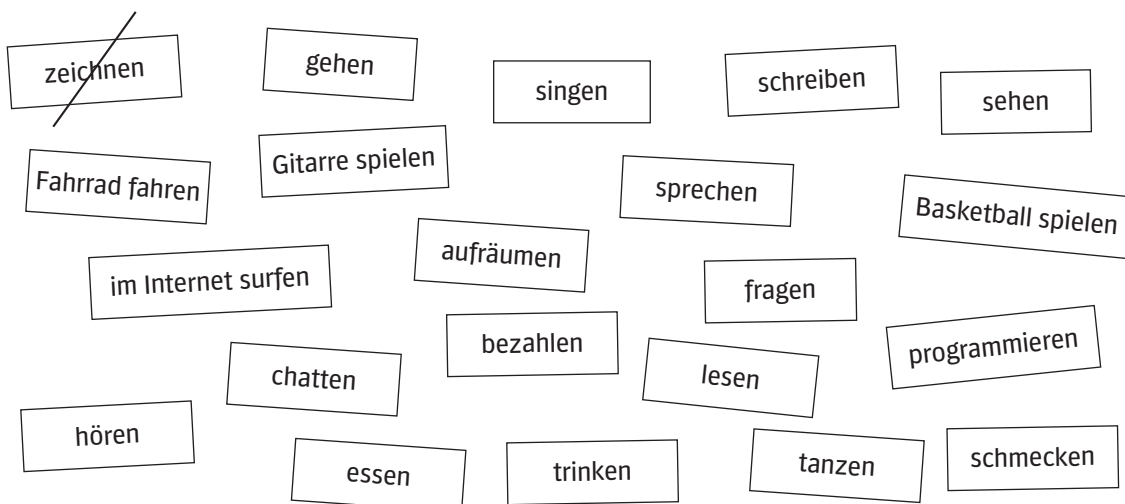 zeichnen
gehen
singen
schreiben
sehen
Fahrrad fahren
Gitarre spielen
sprechen
Basketball spielen
im Internet surfen
aufräumen
fragen
bezahlen
programmieren
chatten
lesen
hören
essen
trinken
tanzen
schmecken